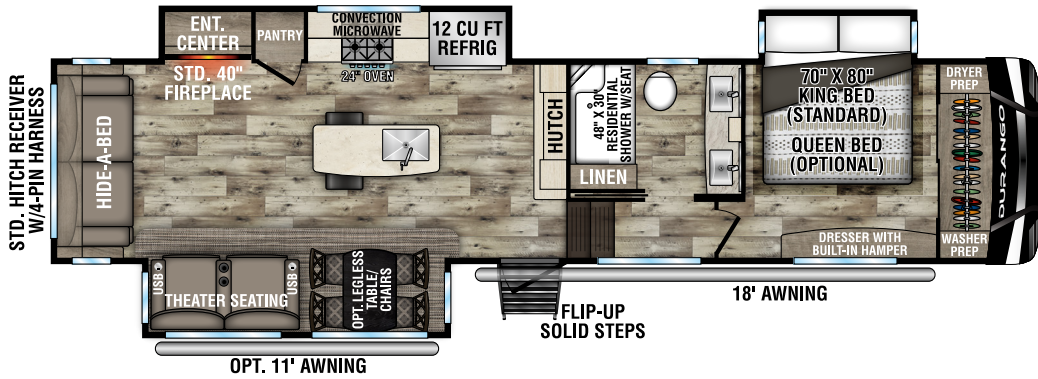 ENT.
CENTER
PANTRY
CONVECTION
MICROWAVE
24" OVEN
12 CU FT
REFRIG
STD. 40"
FIREPLACE
STD. HITCH RECEIVER
W/4-PIN HARNESS
HIDE-A-BED
HUTCH
48" X 30"
RESIDENTIAL
SHOWER W/SEAT
LINEN
70" X 80"
KING BED
(STANDARD)
QUEEN BED
(OPTIONAL)
DRYER
PREP
DURANGO
WASHER
PREP
DRESSER WITH
BUILT-IN HAMPER
USB
THEATER SEATING
USB
OPT. LEGLESS
TABLE/
CHAIRS
FLIP-UP
SOLID STEPS
18' AWNING
OPT. 11' AWNING